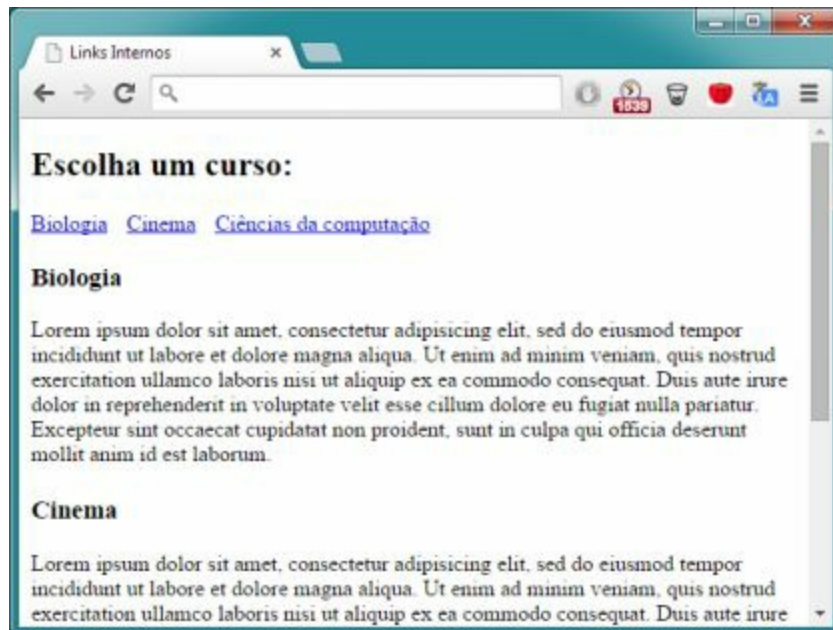 Links Internos
1539
Escolha um curso:
Biologia Cinema Ciências da computação
Biologia
Lorem ipsum dolor sit amet, consectetur adipisicing elit, sed do eiusmod tempor
incididunt ut labore et dolore magna aliqua. Ut enim ad minim veniam, quis nostrud
exercitation ullamco laboris nisi ut aliquip ex ea commodo consequat. Duis aute irure
dolor in reprehenderit in voluptate velit esse cillum dolore eu fugiat nulla pariatur.
Excepteur sint occaecat cupidatat non proident, sunt in culpa qui officia deserunt
mollit anim id est laborum.
Cinema
Lorem ipsum dolor sit amet, consectetur adipisicing elit, sed do eiusmod tempor
incididunt ut labore et dolore magna aliqua. Ut enim ad minim veniam, quis nostrud
exercitation ullamco laboris nisi ut aliquip ex ea commodo consequat. Duis aute irure